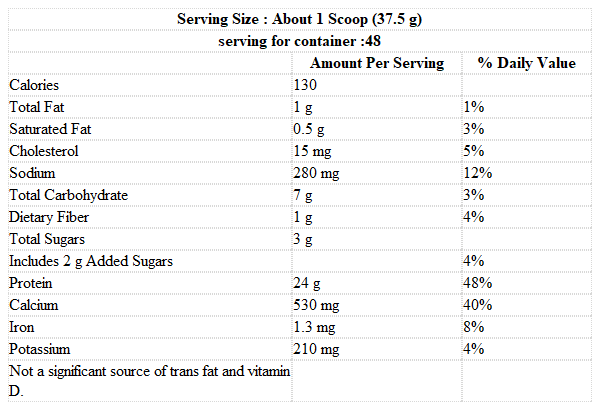 Serving Size : About 1 Scoop (37.5 g)
serving for container :48
Amount Per Serving % Daily Value
Calories 130
Total Fat 1 g 1%
Saturated Fat 0.5 g 3%
Cholesterol 15 mg 5%
Sodium 280 mg 12%
Total Carbohydrate 7 g 3%
Dietary Fiber 1 g 4%
Total Sugars 3 g
Includes 2 g Added Sugars 4%
Protein 24 g 48%
Calcium 530 mg 40%
Iron 1.3 mg 8%
Potassium 210 mg 4%
Not a significant source of trans fat and vitamin
D.